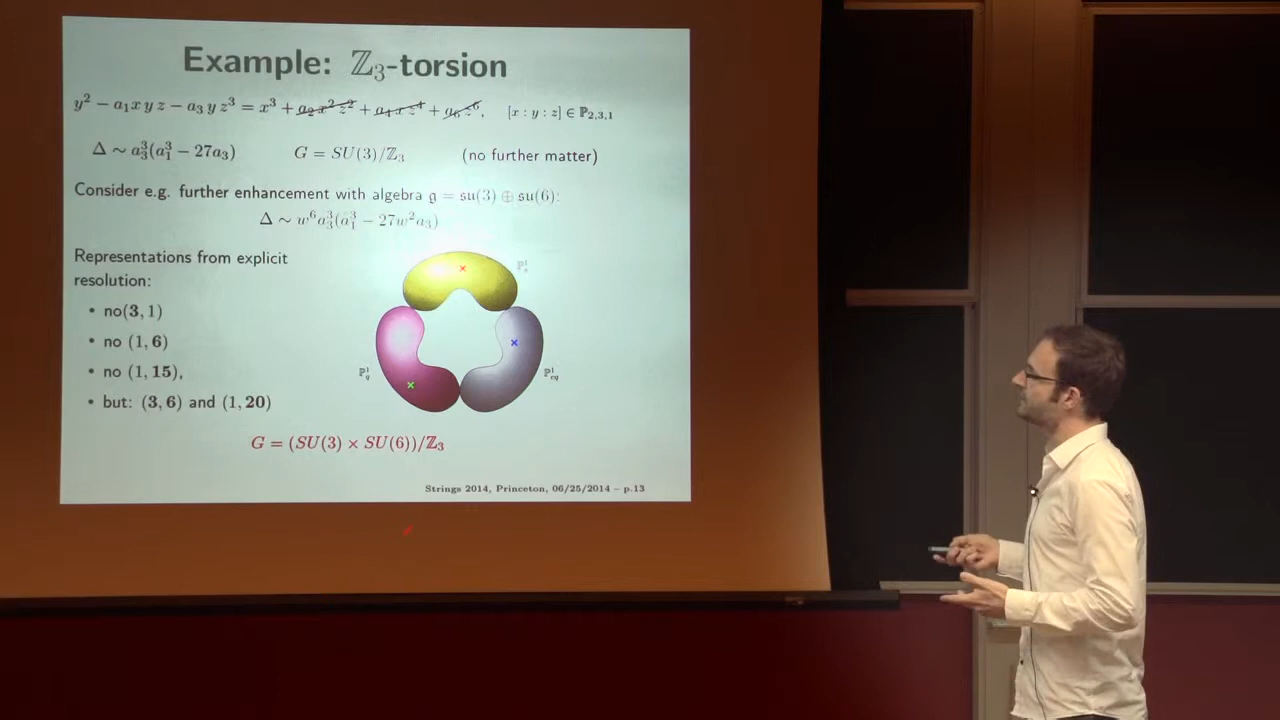 Example: ℤ₃-torsion
y² − a₁x y z − a₃ y z³ = x³ + a₂ x² z² + a₄ x z⁴ + a₆ z⁶, [x : y : z] ∈ ℙ₂,₃,₁
Δ ∼ a₃³(a₁³ − 27a₃) G = SU(3)/ℤ₃ (no further matter)
Consider e.g. further enhancement with algebra 𝔤 = 𝔰𝔲(3) ⊕ 𝔰𝔲(6):
Δ ∼ w⁶a₃³(a₁³ − 27w²a₃)
Representations from explicit
resolution:
• no(3, 1)
• no (1, 6)
• no (1, 15),
• but: (3, 6) and (1, 20)
G = (SU(3) × SU(6))/ℤ₃
Strings 2014, Princeton, 06/25/2014 – p.13